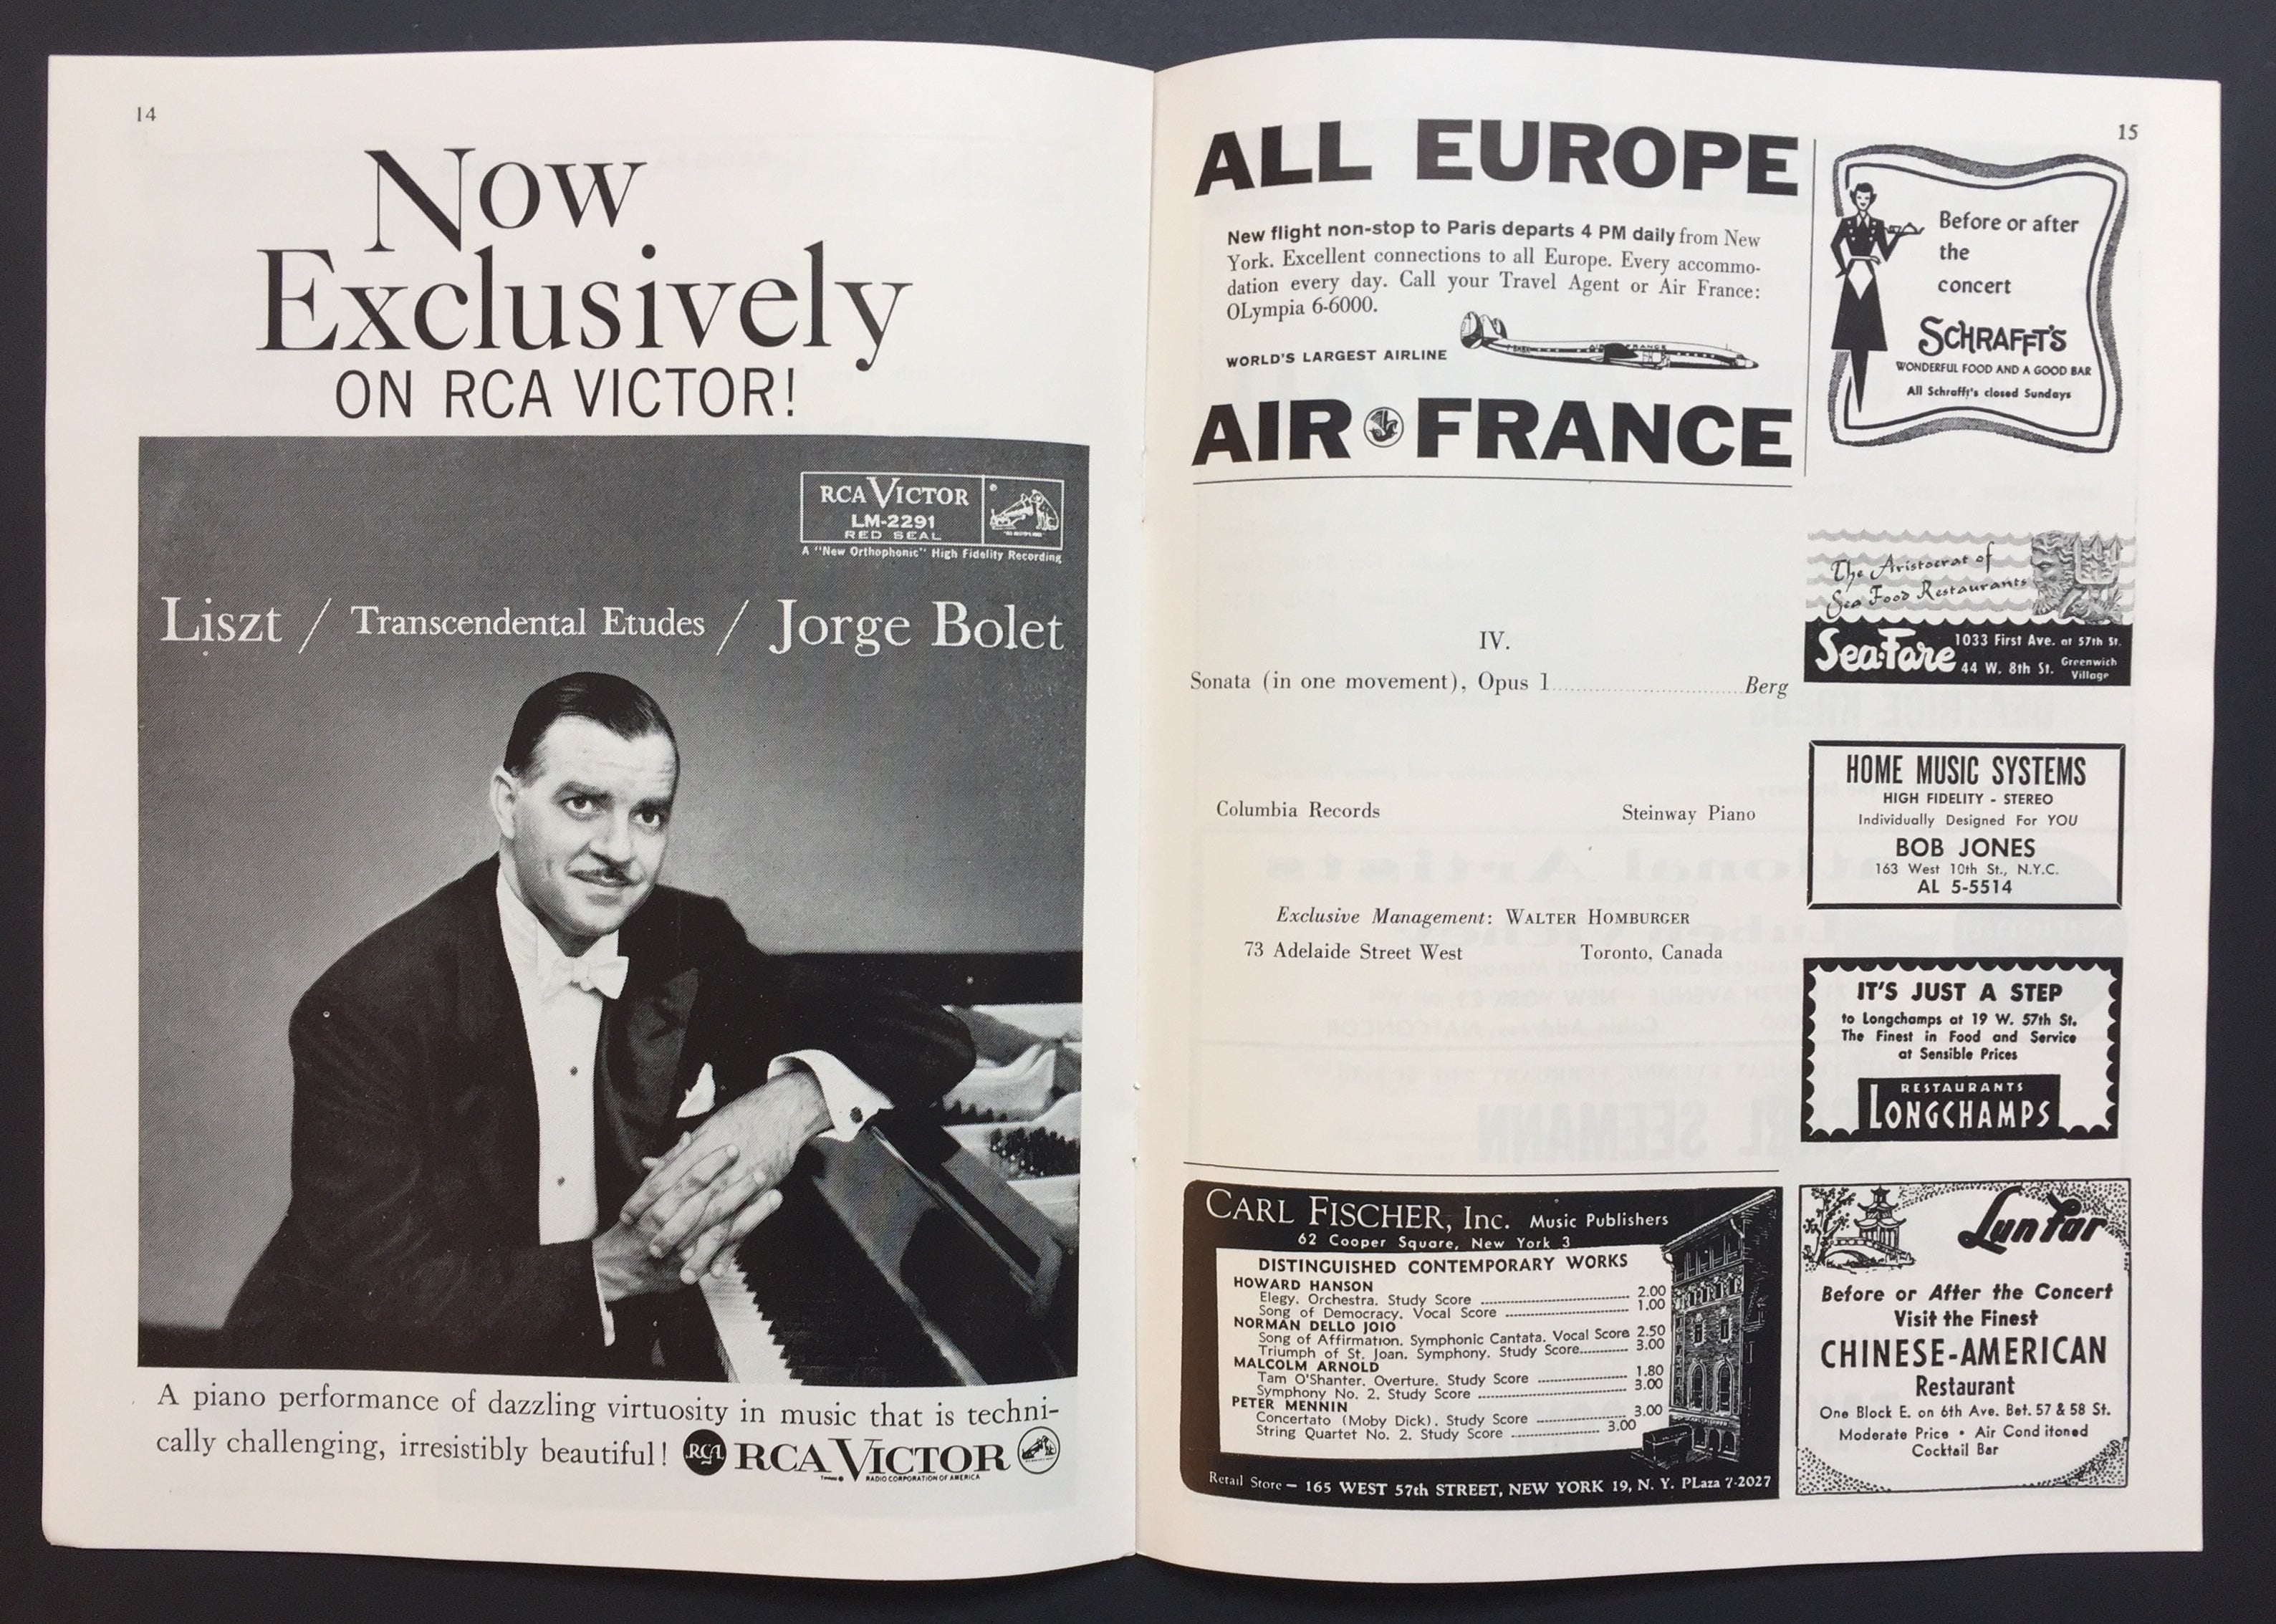 14
Now
Exclusively
ON RCA VICTOR!
RCA VICTOR
LM-2291
RED SEAL
A "New Orthophonic" High Fidelity Recording
Liszt / Transcendental Etudes / Jorge Bolet
A piano performance of dazzling virtuosity in music that is techni-
cally challenging, irresistibly beautiful! RCA RCA VICTOR
RADIO CORPORATION OF AMERICA
15
ALL EUROPE
New flight non-stop to Paris departs 4 PM daily from New
York. Excellent connections to all Europe. Every accommo-
dation every day. Call your Travel Agent or Air France:
OLympia 6-6000.
WORLD'S LARGEST AIRLINE
AIR FRANCE
AIR FRANCE
Before or after
the
concert
SCHRAFFT'S
WONDERFUL FOOD AND A GOOD BAR
All Schrafft's closed Sundays
The Aristocrat of
Sea Food Restaurants
Sea-Fare 1033 First Ave. at 57th St.
44 W. 8th St. Greenwich
Village
IV.
Sonata (in one movement), Opus 1 Berg
Columbia Records Steinway Piano
Exclusive Management: WALTER HOMBURGER
73 Adelaide Street West Toronto, Canada
HOME MUSIC SYSTEMS
HIGH FIDELITY - STEREO
Individually Designed For YOU
BOB JONES
163 West 10th St., N.Y.C.
AL 5-5514
IT'S JUST A STEP
to Longchamps at 19 W. 57th St.
The Finest in Food and Service
at Sensible Prices
RESTAURANTS
LONGCHAMPS
CARL FISCHER, Inc. Music Publishers
62 Cooper Square, New York 3
DISTINGUISHED CONTEMPORARY WORKS
HOWARD HANSON
Elegy. Orchestra. Study Score 2.00
Song of Democracy. Vocal Score 1.00
NORMAN DELLO JOIO
Song of Affirmation. Symphonic Cantata. Vocal Score 2.50
Triumph of St. Joan. Symphony. Study Score 3.00
MALCOLM ARNOLD
Tam O'Shanter. Overture. Study Score 1.80
Symphony No. 2. Study Score 3.00
PETER MENNIN
Concertato (Moby Dick). Study Score 3.00
String Quartet No. 2. Study Score 3.00
Retail Store — 165 WEST 57th STREET, NEW YORK 19, N. Y. PLaza 7-2027
Lun Far
Before or After the Concert
Visit the Finest
CHINESE-AMERICAN
Restaurant
One Block E. on 6th Ave. Bet. 57 & 58 St.
Moderate Price • Air Cond itoned
Cocktail Bar